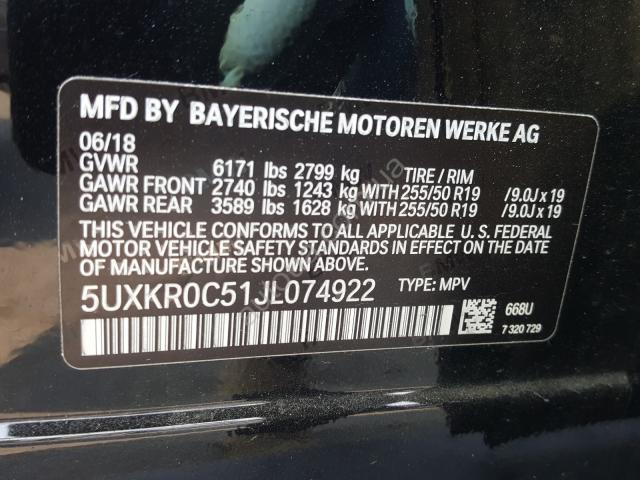 MFD BY BAYERISCHE MOTOREN WERKE AG
06/18
GVWR 6171 lbs 2799 kg TIRE / RIM
GAWR FRONT 2740 lbs 1243 kg WITH 255/50 R19 /9.0J x 19
GAWR REAR 3589 lbs 1628 kg WITH 255/50 R19 /9.0J x 19
THIS VEHICLE CONFORMS TO ALL APPLICABLE U. S. FEDERAL
MOTOR VEHICLE SAFETY STANDARDS IN EFFECT ON THE DATE
OF MANUFACTURE SHOWN ABOVE.
5UXKR0C51JL074922 TYPE: MPV
668U
7 320 729